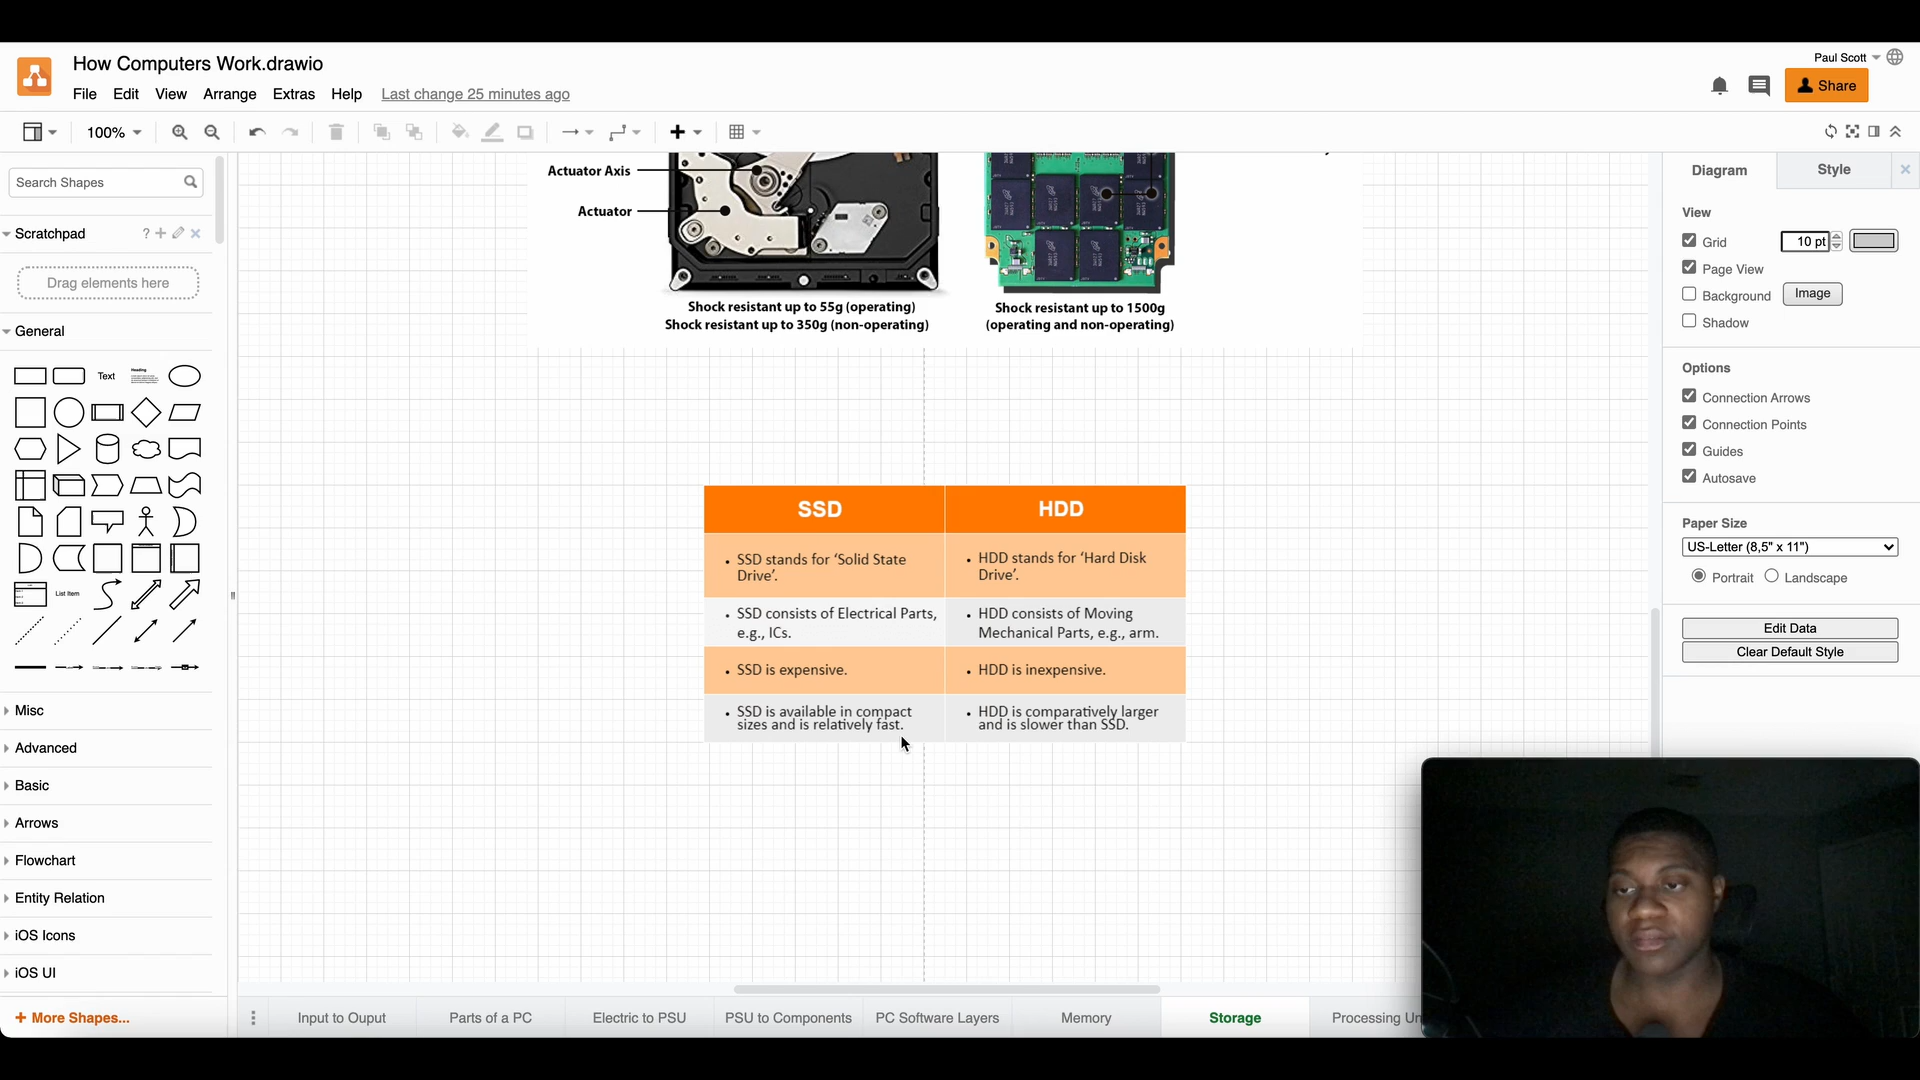 How Computers Work.drawio
Paul Scott
File Edit View Arrange Extras Help Last change 25 minutes ago
Share
100%
Search Shapes
Scratchpad
?
Drag elements here
General
Text
Heading
List Item
Misc
Advanced
Basic
Arrows
Flowchart
Entity Relation
iOS Icons
iOS UI
+ More Shapes...
Actuator Axis
Actuator
Shock resistant up to 55g (operating)
Shock resistant up to 350g (non-operating)
Shock resistant up to 1500g
(operating and non-operating)
SSD HDD
• SSD stands for ‘Solid State
Drive’.
• HDD stands for ‘Hard Disk
Drive’.
• SSD consists of Electrical Parts,
e.g., ICs.
• HDD consists of Moving
Mechanical Parts, e.g., arm.
• SSD is expensive.
• HDD is inexpensive.
• SSD is available in compact
sizes and is relatively fast.
• HDD is comparatively larger
and is slower than SSD.
Diagram Style
View
Grid 10 pt
Page View
Background Image
Shadow
Options
Connection Arrows
Connection Points
Guides
Autosave
Paper Size
US-Letter (8,5" x 11")
Portrait Landscape
Edit Data
Clear Default Style
Input to Ouput Parts of a PC Electric to PSU PSU to Components PC Software Layers Memory Storage Processing Un